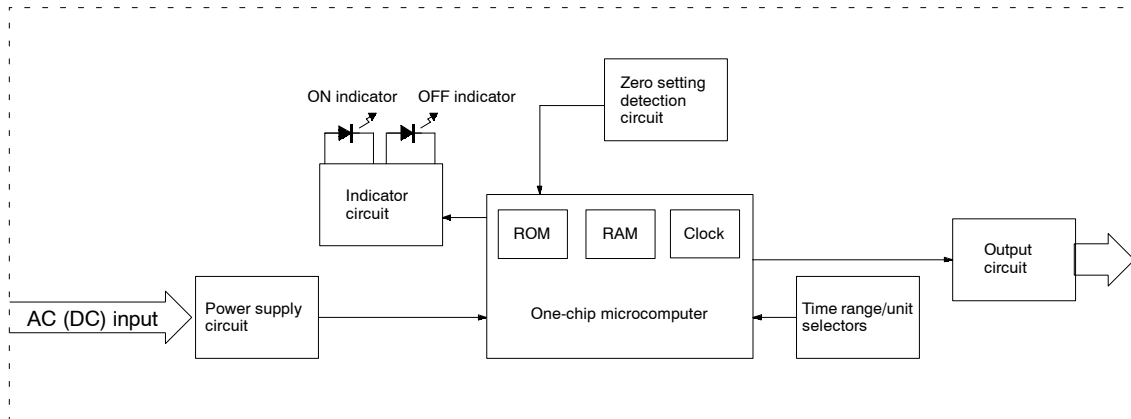 Zero setting
detection
circuit
ON indicator
OFF indicator
Indicator
circuit
ROM
RAM
Clock
Output
circuit
AC (DC) input
Power supply
circuit
One-chip microcomputer
Time range/unit
selectors